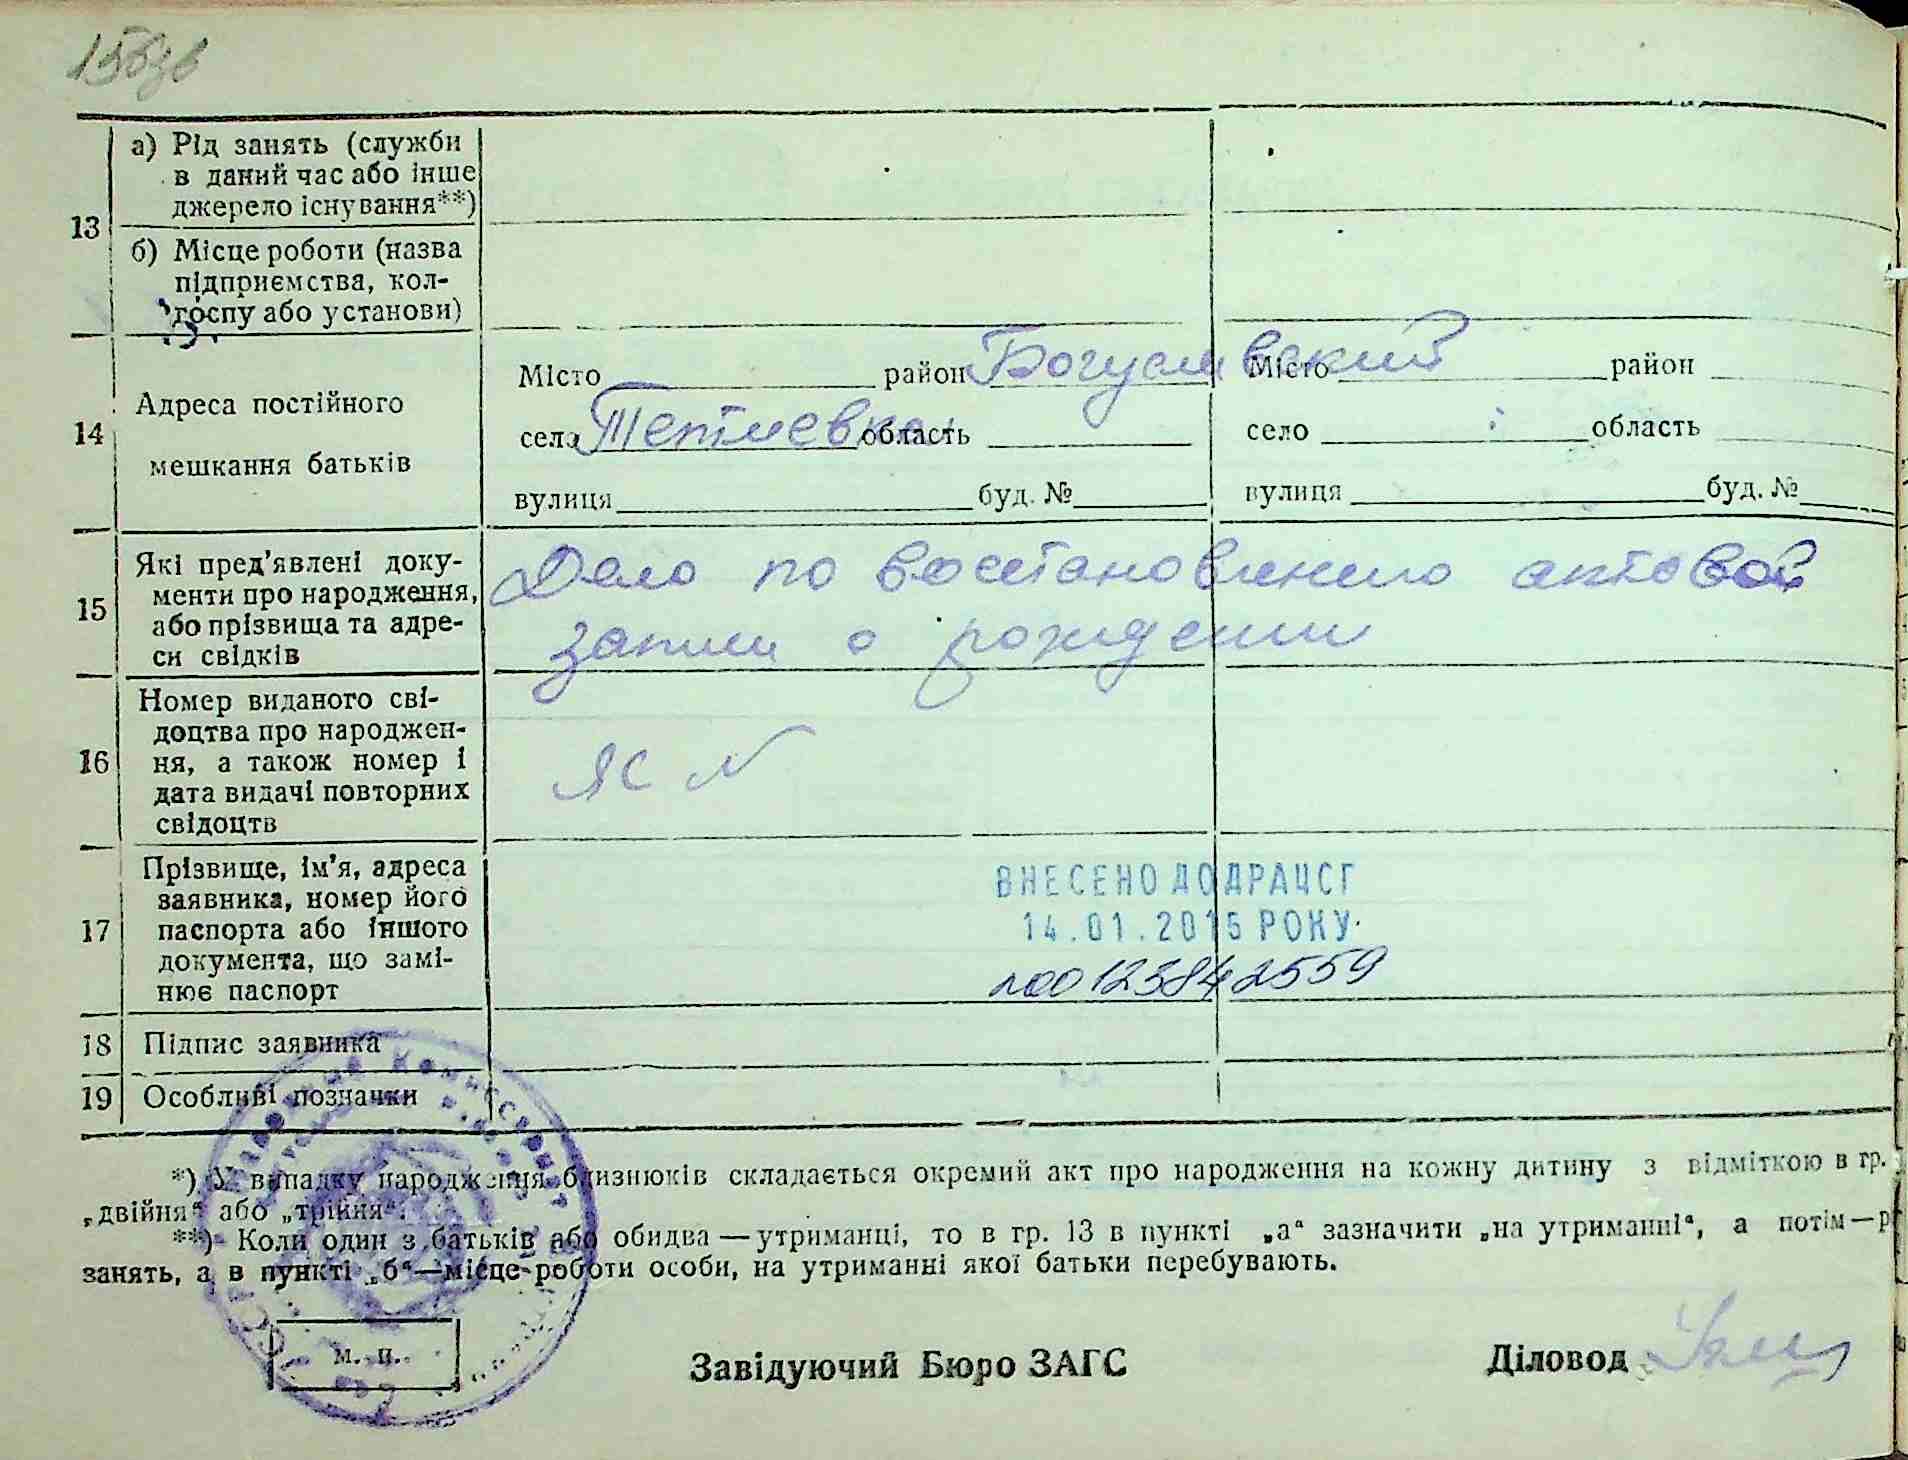 156зв
13 а) Рід занять (служби
в даний час або інше
джерело існування**)
б) Місце роботи (назва
підприємства, кол-
госпу або установи)
14 Адреса постійного
мешкання батьків
Місто район Богуславский Місто район
село Тептиевка область село область
вулиця буд. № вулиця буд. №
15 Які пред'явлені доку-
менти про народження,
або прізвища та адре-
си свідків
Дело по восстановлению актовой
записи о рождении
16 Номер виданого сві-
доцтва про народжен-
ня, а також номер і
дата видачі повторних
свідоцтв
ЯС N
17 Прізвище, ім'я, адреса
заявника, номер його
паспорта або іншого
документа, що замі-
нює паспорт
ВНЕСЕНО ДО ДРАЦСГ
14.01.2015 РОКУ
№00123842559
18 Підпис заявника
19 Особливі позначки
*) У випадку народження близнюків складається окремий акт про народження на кожну дитину з відміткою в гр.
„двійня“ або „трійня“.
**) Коли один з батьків або обидва — утриманці, то в гр. 13 в пункті „а“ зазначити „на утриманні“, а потім — р
занять, а в пункті „б“ — місце роботи особи, на утриманні якої батьки перебувають.
м. п.
Завідуючий Бюро ЗАГС Діловод